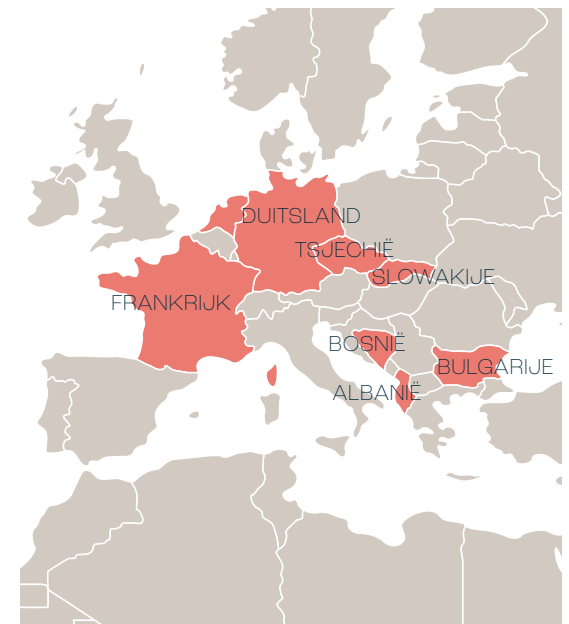 DUITSLAND
TSJECHIË
SLOWAKIJE
FRANKRIJK
BOSNIË
BULGARIJE
ALBANIË